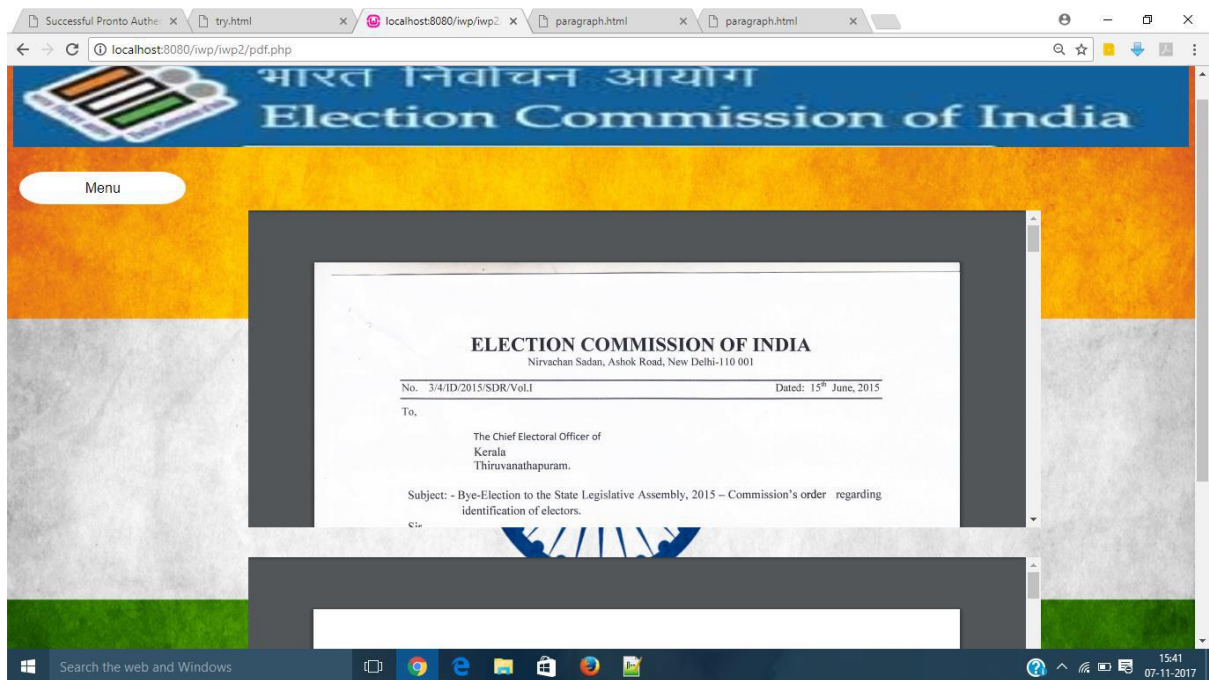 Successful Pronto Authe
try.html
localhost:8080/iwp/iwp2
paragraph.html
paragraph.html
localhost:8080/iwp/iwp2/pdf.php
भारत निर्वाचन आयोग
Election Commission of India
Menu
ELECTION COMMISSION OF INDIA
Nirvachan Sadan, Ashok Road, New Delhi-110 001
No. 3/4/ID/2015/SDR/Vol.I Dated: 15th June, 2015
To,
The Chief Electoral Officer of
Kerala
Thiruvanathapuram.
Subject: - Bye-Election to the State Legislative Assembly, 2015 – Commission's order regarding
identification of electors.
Search the web and Windows
15:41
07-11-2017